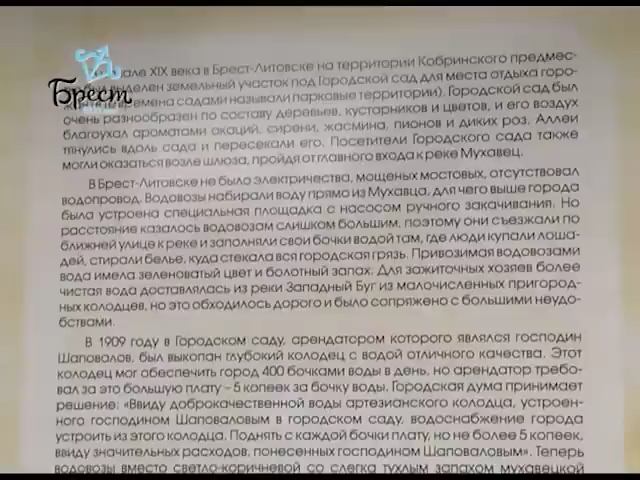 Брест
але XIX века в Брест-Литовске на территории Кобринского предмес-
был выделен земельный участок под Городской сад для места отдыха горо-
времена садами называли парковые территории). Городской сад был
очень разнообразен по составу деревьев, кустарников и цветов, и его воздух
благоухал ароматами акаций, сирени, жасмина, пионов и диких роз. Аллеи
тянулись вдоль сада и пересекали его. Посетители Городского сада также
могли оказаться возле шлюза, пройдя от главного входа к реке Мухавец.
В Брест-Литовске не было электричества, мощеных мостовых, отсутствовал
водопровод. Водовозы набирали воду прямо из Мухавца, для чего выше города
была устроена специальная площадка с насосом ручного закачивания. Но
расстояние казалось водовозам слишком большим, поэтому они съезжали по
ближней улице к реке и заполняли свои бочки водой там, где люди купали лоша-
дей, стирали белье, куда стекала вся городская грязь. Привозимая водовозами
вода имела зеленоватый цвет и болотный запах. Для зажиточных хозяев более
чистая вода доставлялась из реки Западный Буг из малочисленных пригород-
ных колодцев, но это обходилось дорого и было сопряжено с большими неудо-
бствами.
В 1909 году в Городском саду, арендатором которого являлся господин
Шаповалов, был выкопан глубокий колодец с водой отличного качества. Этот
колодец мог обеспечить город 400 бочками воды в день, но арендатор требо-
вал за это большую плату – 5 копеек за бочку воды. Городская дума принимает
решение: «Ввиду доброкачественной воды артезианского колодца, устроен-
ного господином Шаповаловым в городском саду, водоснабжение города
устроить из этого колодца. Поднять с каждой бочки плату, но не более 5 копеек,
ввиду значительных расходов, понесенных господином Шаповаловым». Теперь
водовозы вместо светло-коричневой со слегка тухлым запахом мухавецкой